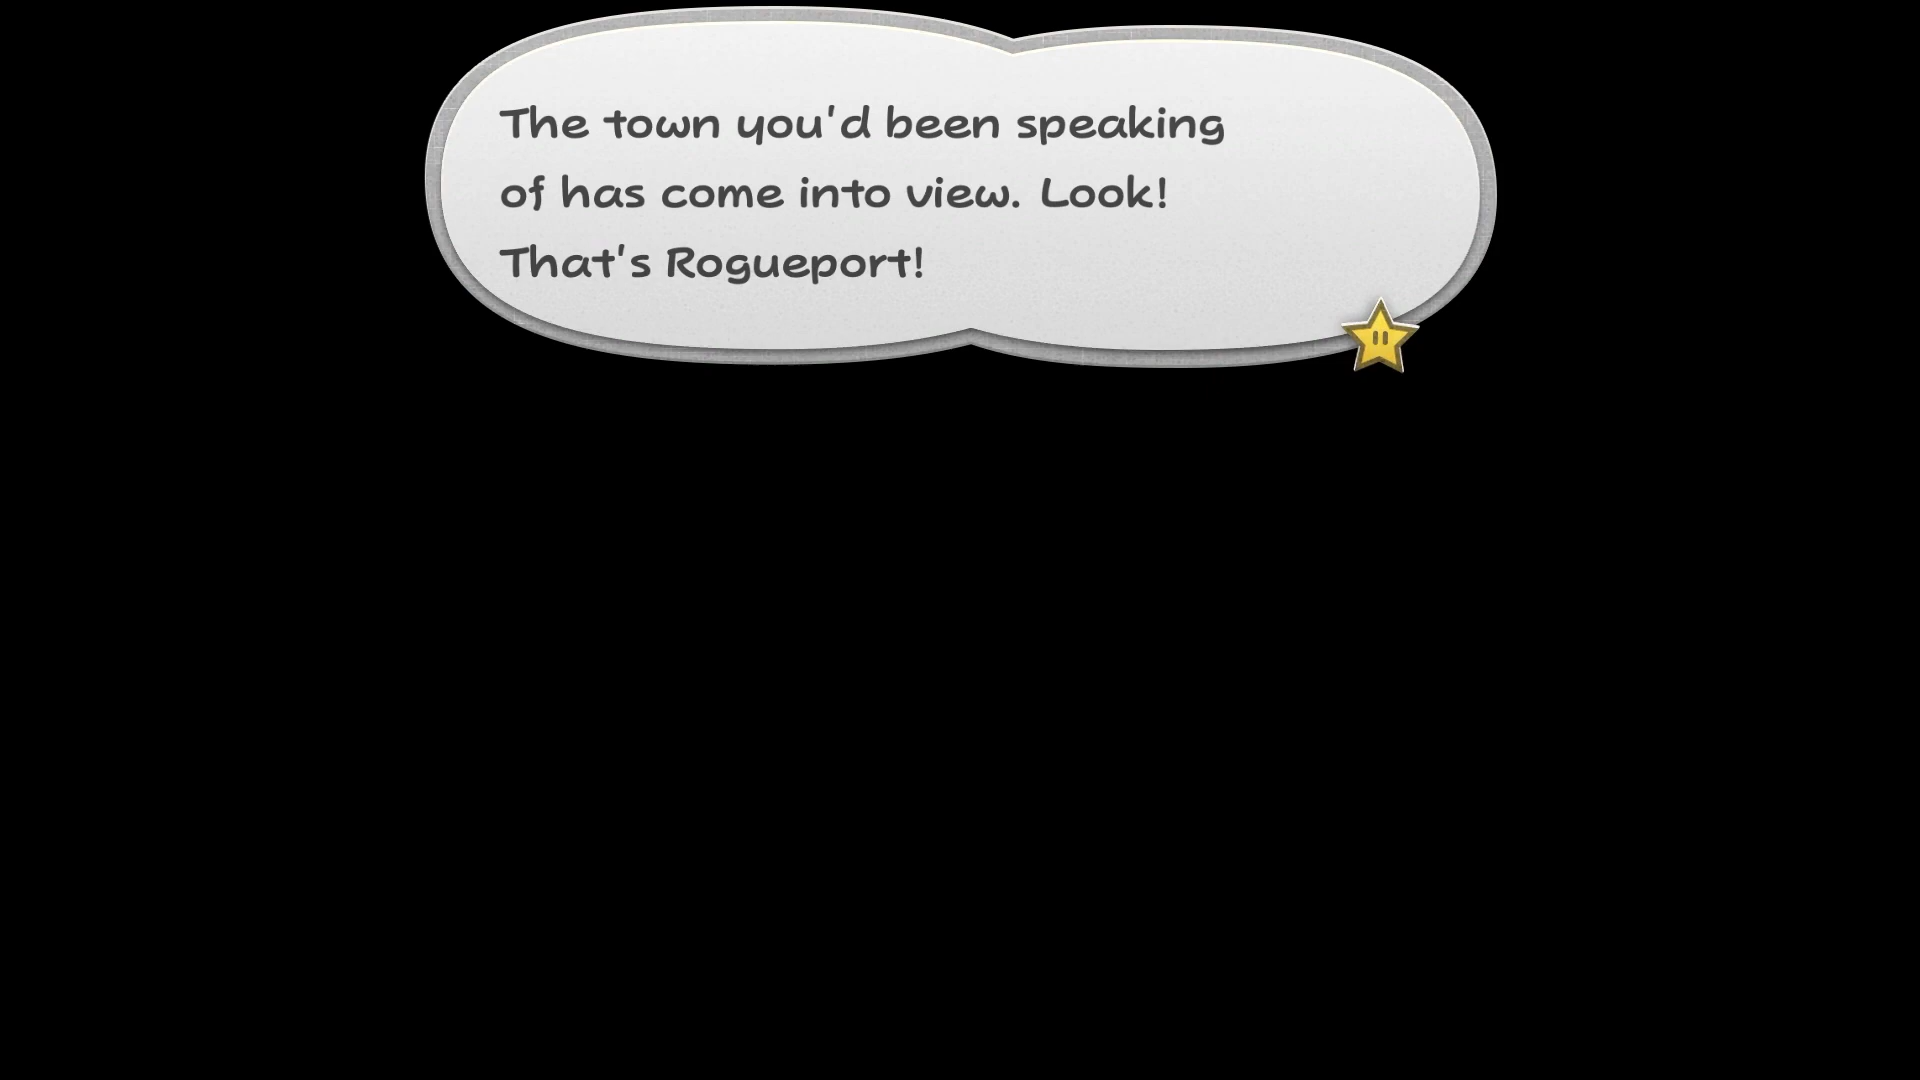 The town you'd been speaking
of has come into view. Look!
That's Rogueport!